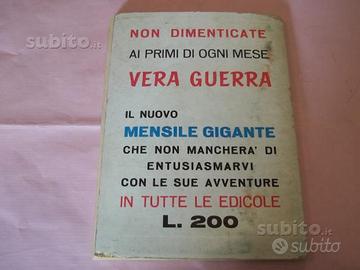 subito.it
NON DIMENTICATE
AI PRIMI DI OGNI MESE
VERA GUERRA
IL NUOVO
MENSILE GIGANTE
CHE NON MANCHERA' DI
ENTUSIASMARVI
CON LE SUE AVVENTURE
IN TUTTE LE EDICOLE
L. 200
subito.it
subito